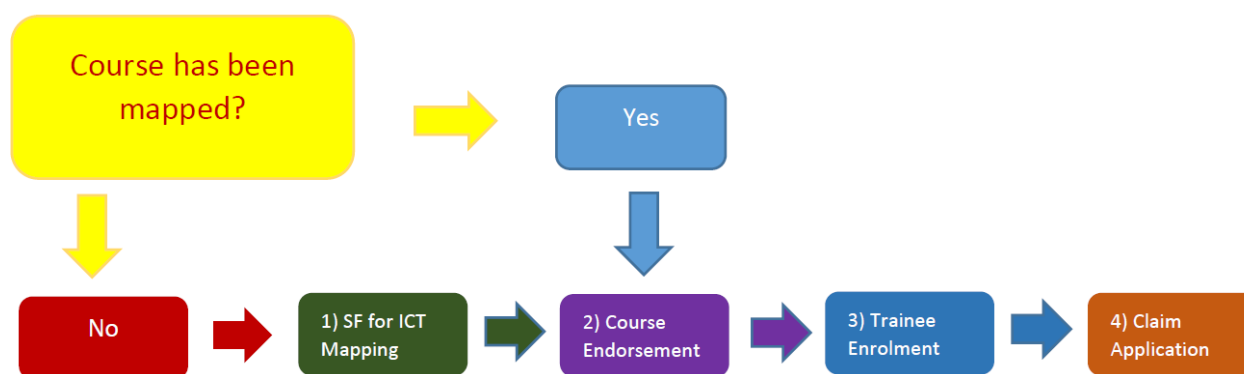 Course has been
mapped?
Yes
No
1) SF for ICT
Mapping
2) Course
Endorsement
3) Trainee
Enrolment
4) Claim
Application